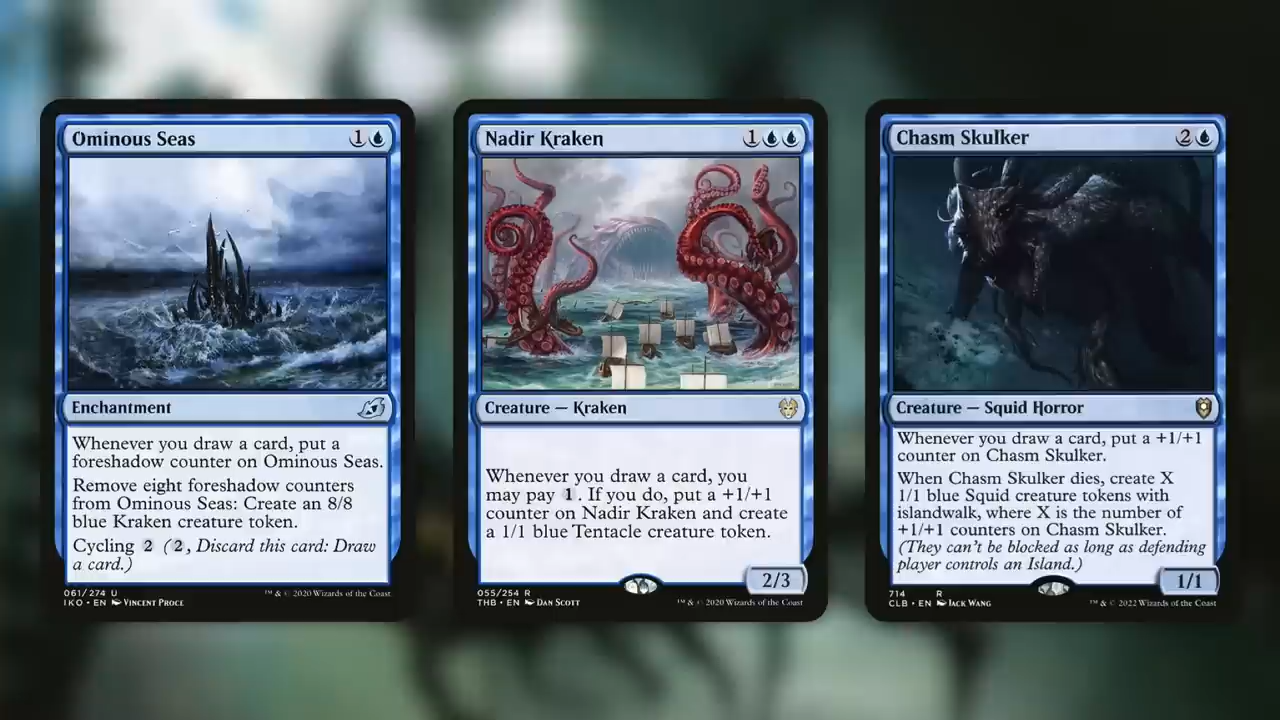 Ominous Seas 1
Enchantment
Whenever you draw a card, put a
foreshadow counter on Ominous Seas.
Remove eight foreshadow counters
from Ominous Seas: Create an 8/8
blue Kraken creature token.
Cycling 2 (2, Discard this card: Draw
a card.)
061/274 U
IKO • EN Vincent Proce
™ & © 2020 Wizards of the Coast
Nadir Kraken 1
Creature — Kraken
Whenever you draw a card, you
may pay 1. If you do, put a +1/+1
counter on Nadir Kraken and create
a 1/1 blue Tentacle creature token.
2/3
055/254 R
THB • EN Dan Scott
™ & © 2020 Wizards of the Coast
Chasm Skulker 2
Creature — Squid Horror
Whenever you draw a card, put a +1/+1
counter on Chasm Skulker.
When Chasm Skulker dies, create X
1/1 blue Squid creature tokens with
islandwalk, where X is the number of
+1/+1 counters on Chasm Skulker.
(They can't be blocked as long as defending
player controls an Island.)
1/1
714 R
CLB • EN Jack Wang
™ & © 2022 Wizards of the Coast